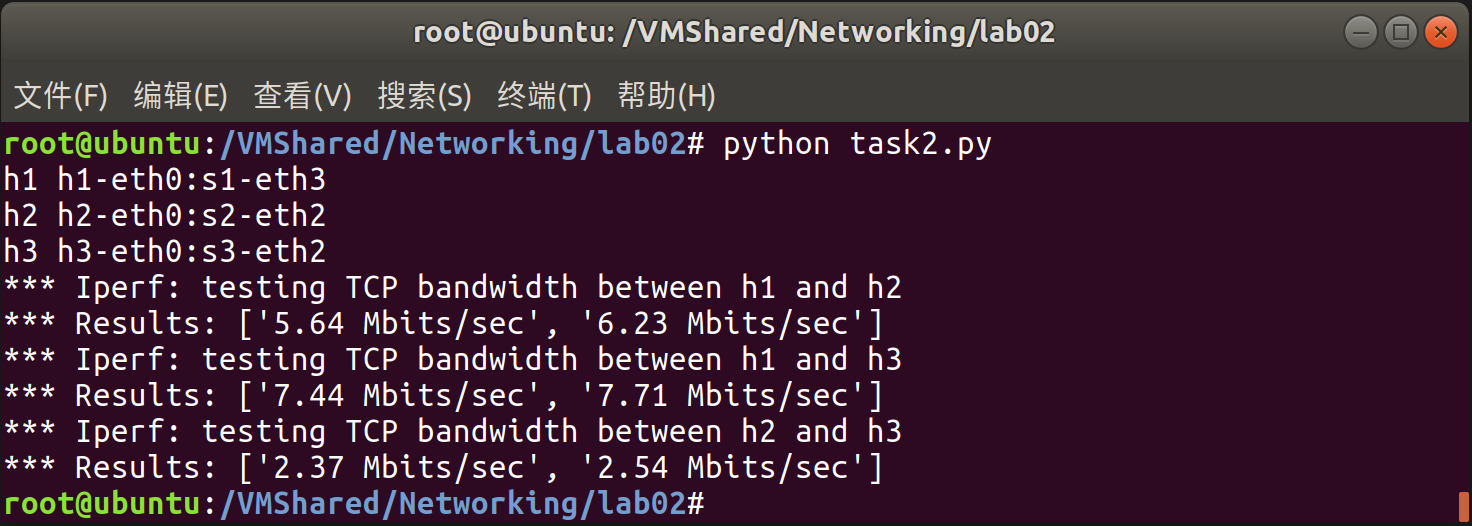 root@ubuntu: /VMShared/Networking/lab02
文件(F) 编辑(E) 查看(V) 搜索(S) 终端(T) 帮助(H)
root@ubuntu:/VMShared/Networking/lab02# python task2.py
h1 h1-eth0:s1-eth3
h2 h2-eth0:s2-eth2
h3 h3-eth0:s3-eth2
*** Iperf: testing TCP bandwidth between h1 and h2
*** Results: ['5.64 Mbits/sec', '6.23 Mbits/sec']
*** Iperf: testing TCP bandwidth between h1 and h3
*** Results: ['7.44 Mbits/sec', '7.71 Mbits/sec']
*** Iperf: testing TCP bandwidth between h2 and h3
*** Results: ['2.37 Mbits/sec', '2.54 Mbits/sec']
root@ubuntu:/VMShared/Networking/lab02#